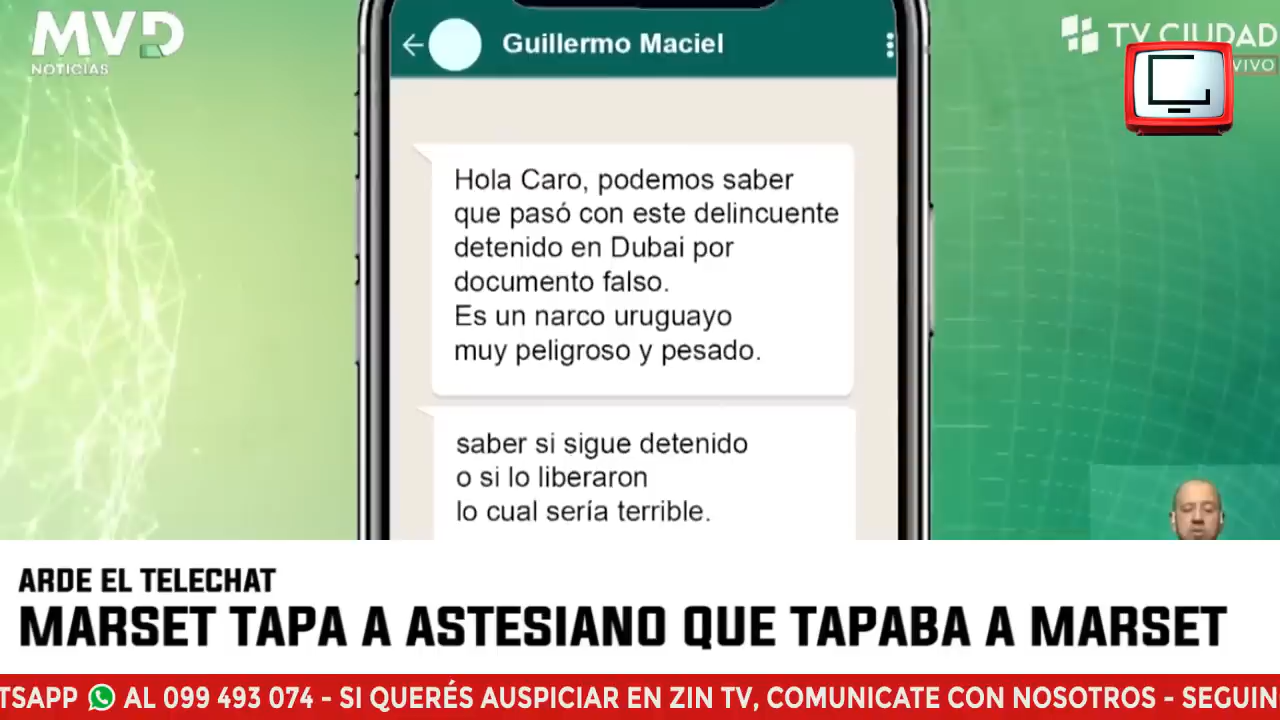 MVD
NOTICIAS
Guillermo Maciel
TV CIUDAD
VIVO
Hola Caro, podemos saber
que pasó con este delincuente
detenido en Dubai por
documento falso.
Es un narco uruguayo
muy peligroso y pesado.
saber si sigue detenido
o si lo liberaron
lo cual sería terrible.
ARDE EL TELECHAT
MARSET TAPA A ASTESIANO QUE TAPABA A MARSET
TSAPP AL 099 493 074 - SI QUERÉS AUSPICIAR EN ZIN TV, COMUNICATE CON NOSOTROS - SEGUIN